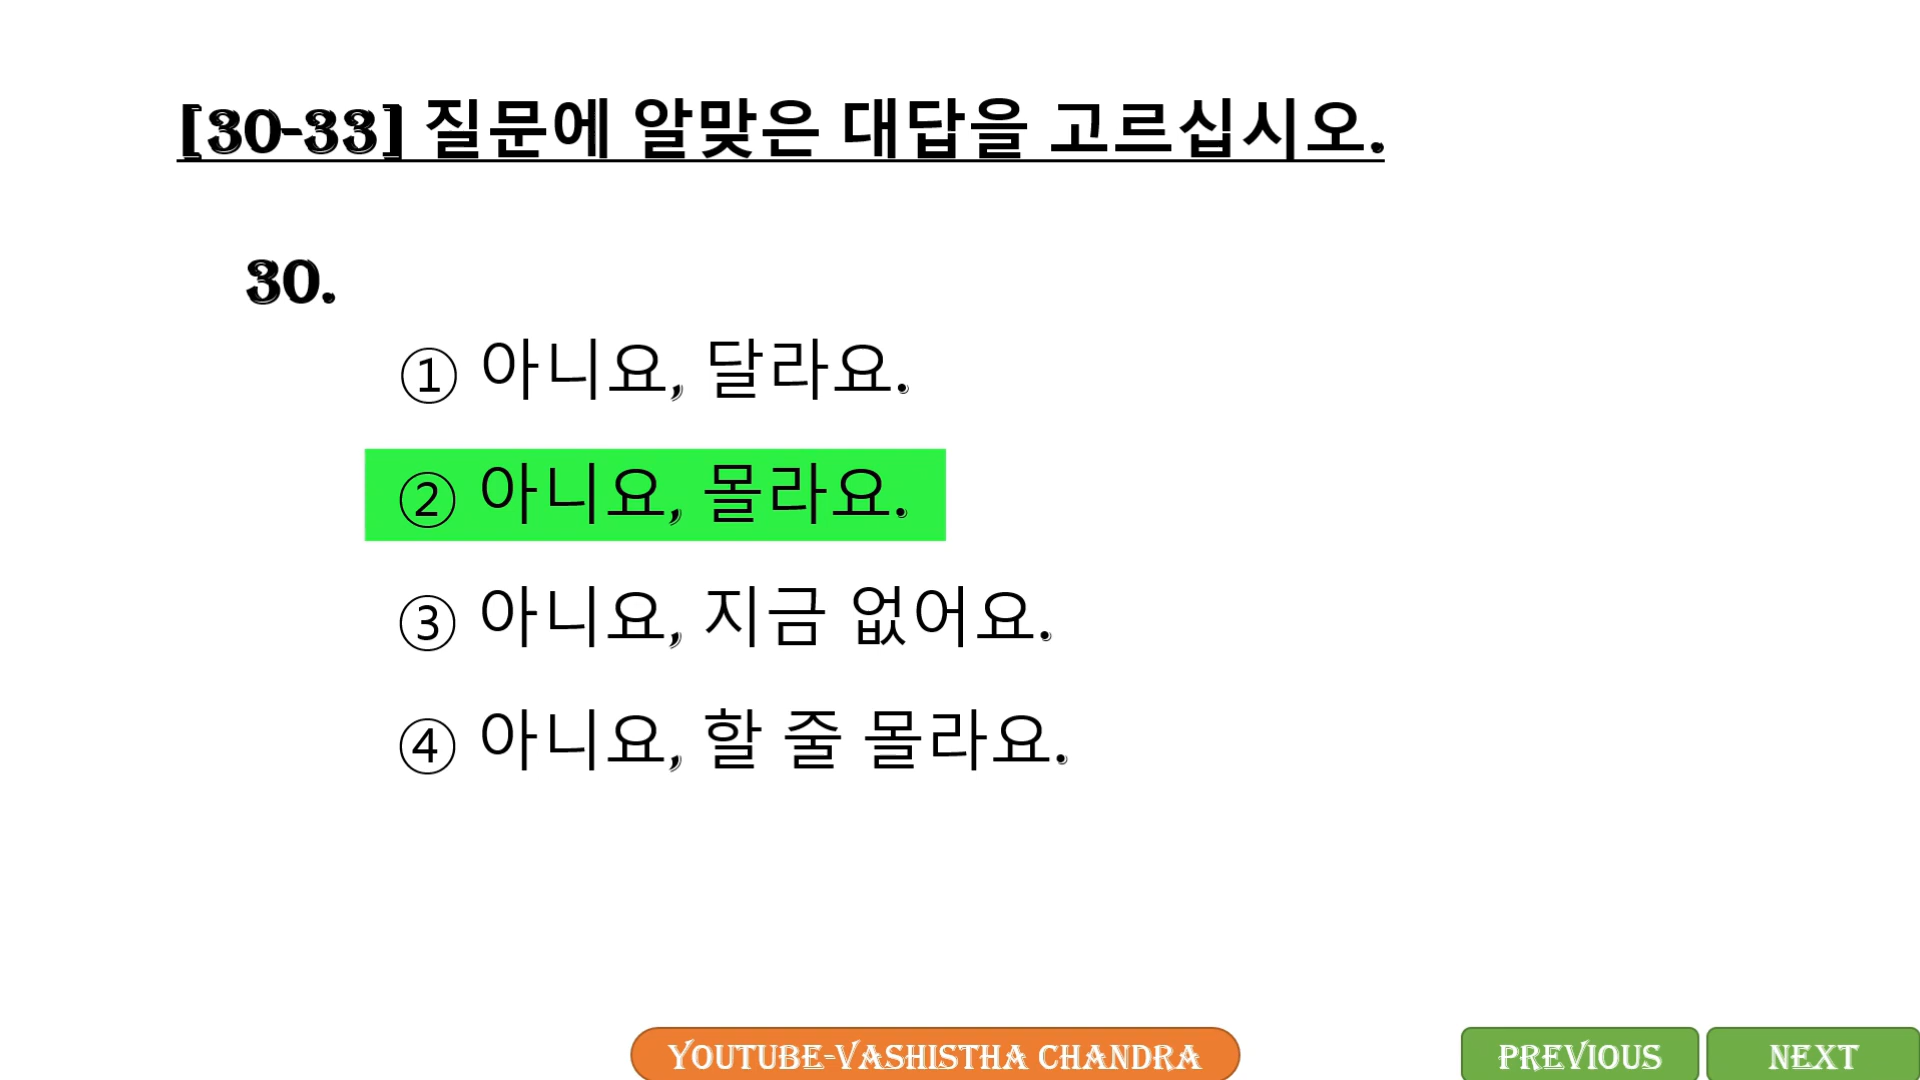 [30-33] 질문에 알맞은 대답을 고르십시오.
30.
① 아니요, 달라요.
② 아니요, 몰라요.
③ 아니요, 지금 없어요.
④ 아니요, 할 줄 몰라요.
YOUTUBE-VASHISTHA CHANDRA
PREVIOUS
NEXT